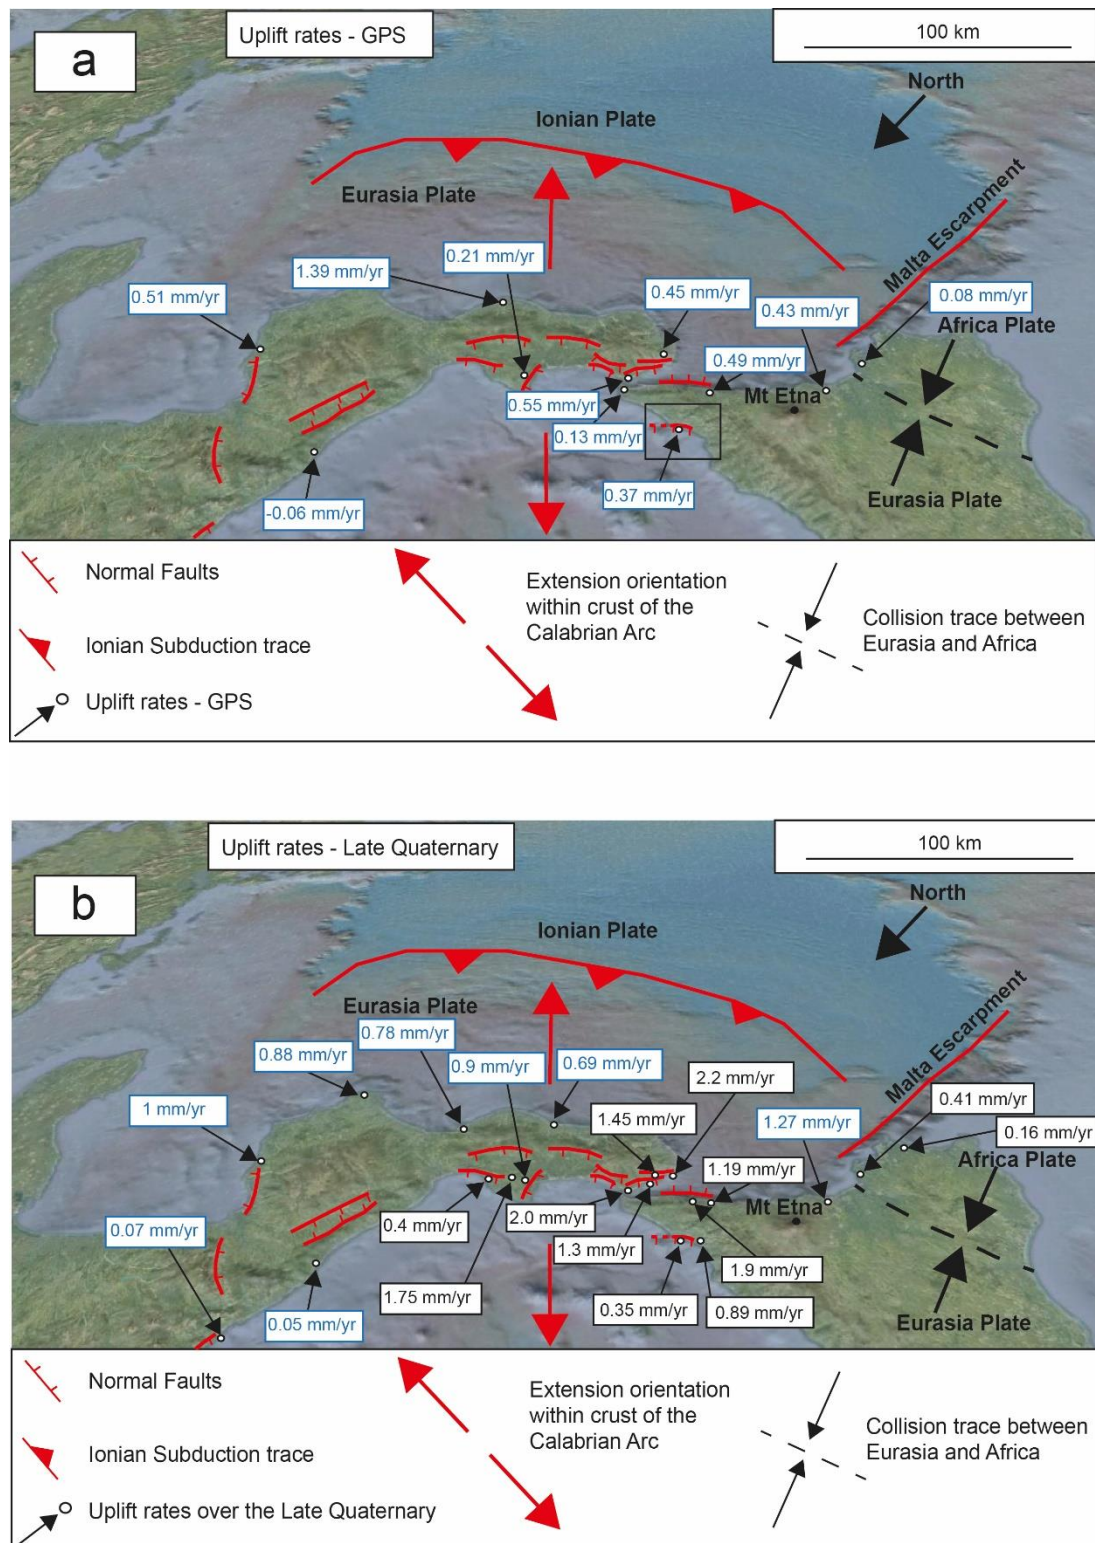 a
Uplift rates - GPS
100 km
North
Ionian Plate
Eurasia Plate
Malta Escarpment
0.21 mm/yr
1.39 mm/yr
0.51 mm/yr
0.45 mm/yr
0.43 mm/yr
0.08 mm/yr
Africa Plate
0.49 mm/yr
Mt Etna
0.55 mm/yr
0.13 mm/yr
0.37 mm/yr
-0.06 mm/yr
Eurasia Plate
Normal Faults
Ionian Subduction trace
Uplift rates - GPS
Extension orientation
within crust of the
Calabrian Arc
Collision trace between
Eurasia and Africa
b
Uplift rates - Late Quaternary
100 km
North
Ionian Plate
Eurasia Plate
Malta Escarpment
0.78 mm/yr
0.88 mm/yr
0.9 mm/yr
0.69 mm/yr
2.2 mm/yr
1 mm/yr
1.45 mm/yr
1.27 mm/yr
0.41 mm/yr
0.16 mm/yr
Africa Plate
1.19 mm/yr
Mt Etna
0.07 mm/yr
0.4 mm/yr
2.0 mm/yr
1.3 mm/yr
1.9 mm/yr
1.75 mm/yr
0.35 mm/yr
0.89 mm/yr
0.05 mm/yr
Eurasia Plate
Normal Faults
Ionian Subduction trace
Uplift rates over the Late Quaternary
Extension orientation
within crust of the
Calabrian Arc
Collision trace between
Eurasia and Africa